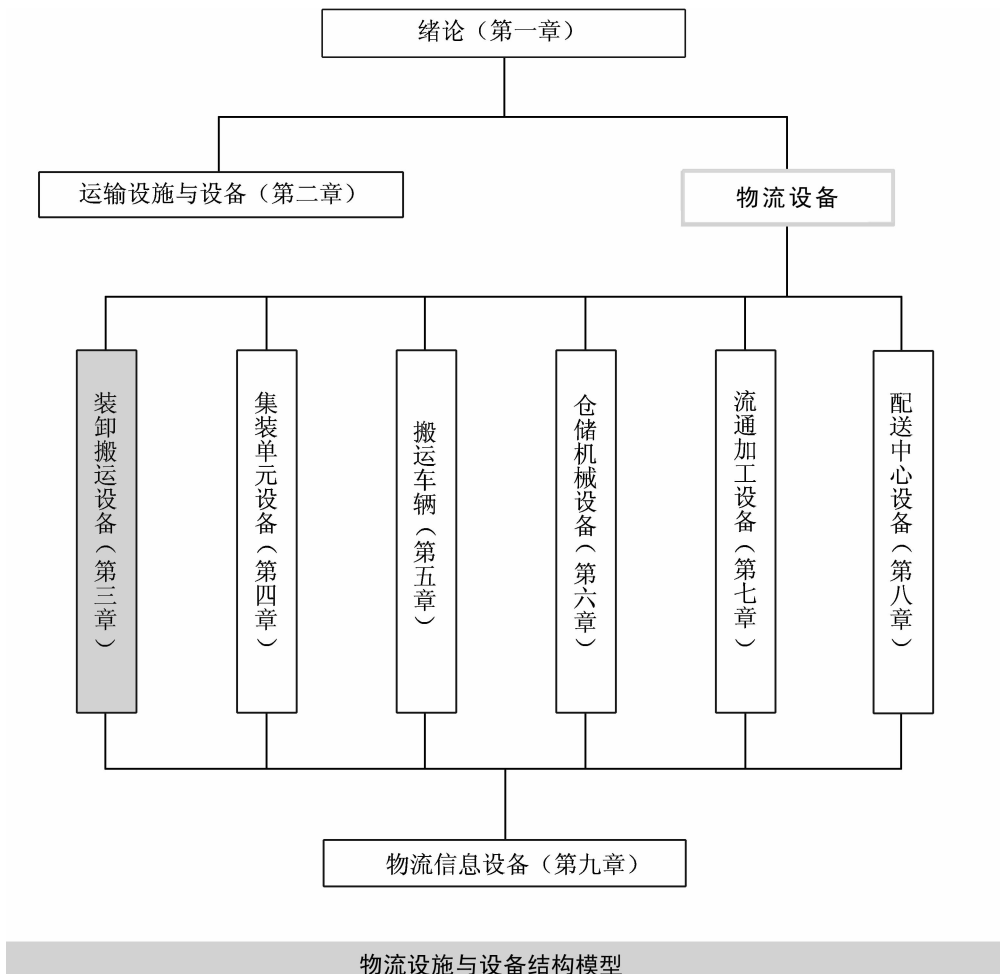 绪论（第一章）
运输设施与设备（第二章）
物流设备
装卸搬运设备（第三章）
集装单元设备（第四章）
搬运车辆（第五章）
仓储机械设备（第六章）
流通加工设备（第七章）
配送中心设备（第八章）
物流信息设备（第九章）
物流设施与设备结构模型